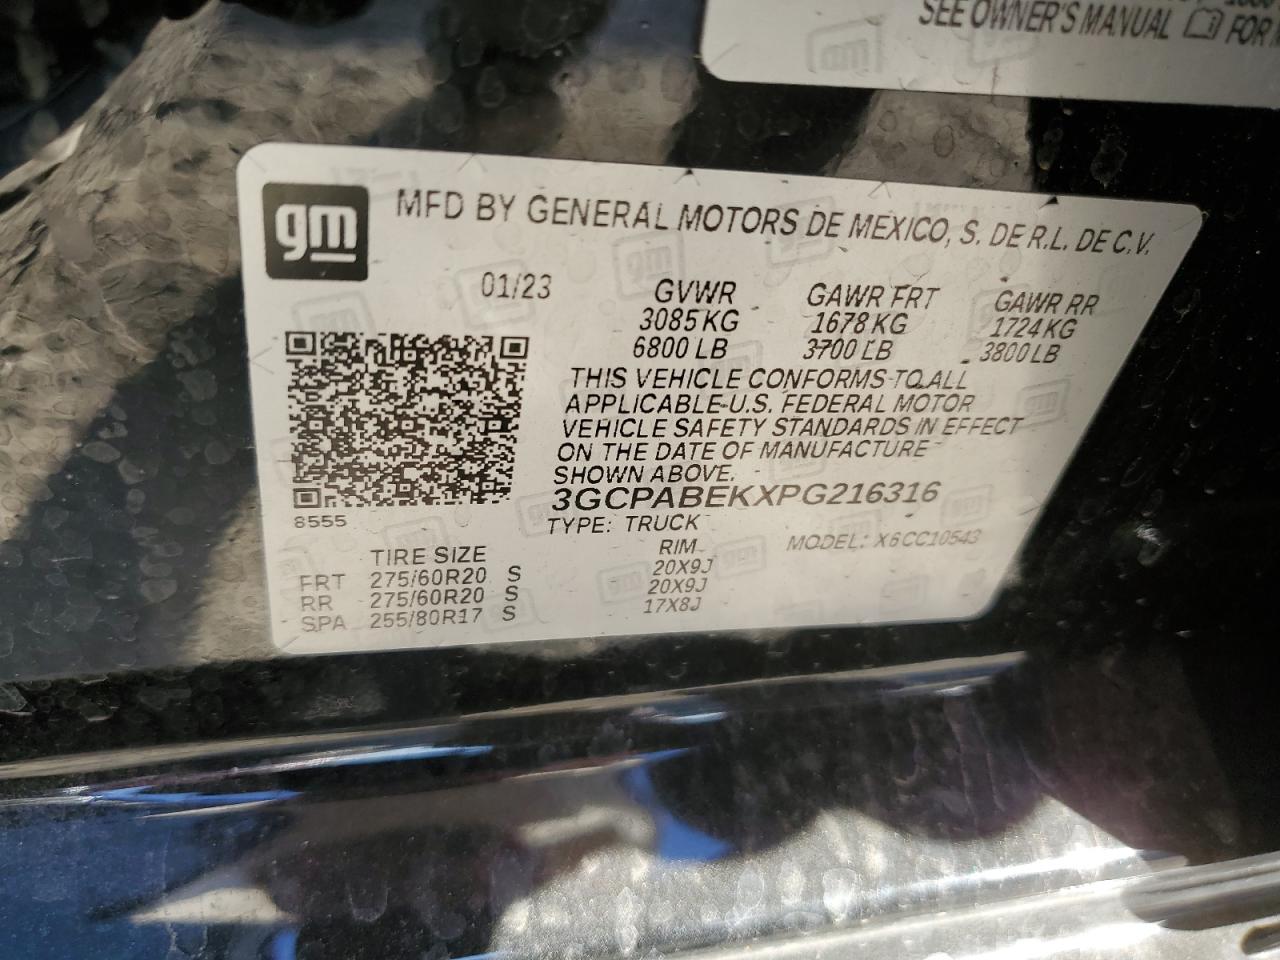 SEE OWNER'S MANUAL FOR
gm
MFD BY GENERAL MOTORS DE MEXICO, S. DE R.L. DE C.V.
01/23 GVWR GAWR FRT GAWR RR
3085 KG 1678 KG 1724 KG
6800 LB 3700 LB 3800 LB
THIS VEHICLE CONFORMS TO ALL
APPLICABLE U.S. FEDERAL MOTOR
VEHICLE SAFETY STANDARDS IN EFFECT
ON THE DATE OF MANUFACTURE
SHOWN ABOVE.
3GCPABEKXPG216316
8555
TYPE: TRUCK MODEL: X6CC10543
TIRE SIZE RIM
FRT 275/60R20 S 20X9J
RR 275/60R20 S 20X9J
SPA 255/80R17 S 17X8J